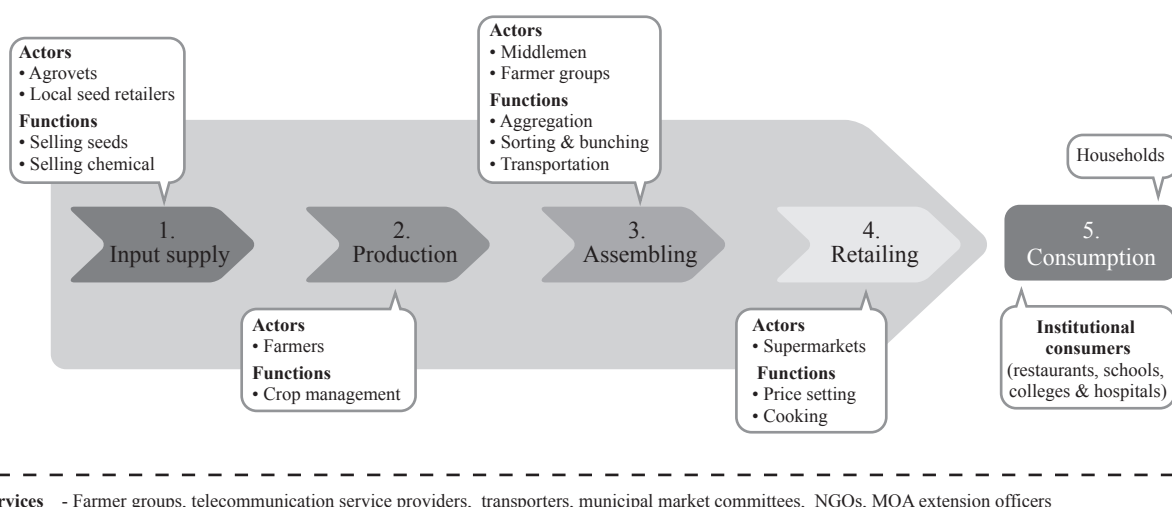 Actors
• Agrovets
• Local seed retailers
Functions
• Selling seeds
• Selling chemical
1.
Input supply
2.
Production
Actors
• Farmers
Functions
• Crop management
Actors
• Middlemen
• Farmer groups
Functions
• Aggregation
• Sorting & bunching
• Transportation
3.
Assembling
4.
Retailing
Actors
• Supermarkets
Functions
• Price setting
• Cooking
Households
5.
Consumption
Institutional
consumers
(restaurants, schools,
colleges & hospitals)
rvices - Farmer groups, telecommunication service providers, transporters, municipal market committees, NGOs, MOA extension officers